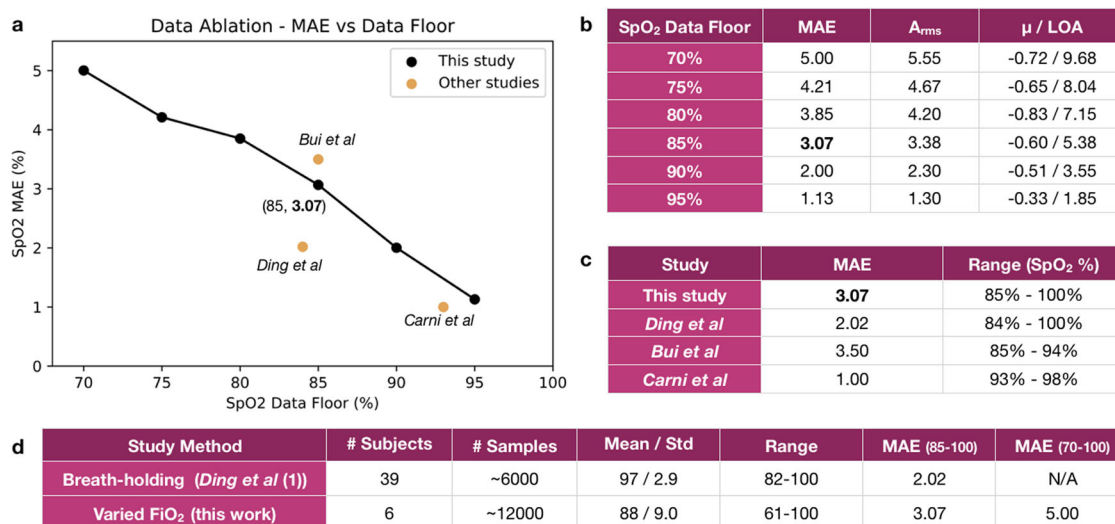 a
Data Ablation - MAE vs Data Floor
This study
Other studies
Bui et al
(85, 3.07)
Ding et al
Carni et al
SpO2 MAE (%)
5
4
3
2
1
0
70 75 80 85 90 95 100
SpO2 Data Floor (%)
b
SpO₂ Data Floor MAE Aᵣₘₛ μ / LOA
70% 5.00 5.55 -0.72 / 9.68
75% 4.21 4.67 -0.65 / 8.04
80% 3.85 4.20 -0.83 / 7.15
85% 3.07 3.38 -0.60 / 5.38
90% 2.00 2.30 -0.51 / 3.55
95% 1.13 1.30 -0.33 / 1.85
c
Study MAE Range (SpO₂ %)
This study 3.07 85% - 100%
Ding et al 2.02 84% - 100%
Bui et al 3.50 85% - 94%
Carni et al 1.00 93% - 98%
d
Study Method # Subjects # Samples Mean / Std Range MAE (85-100) MAE (70-100)
Breath-holding (Ding et al (1)) 39 ~6000 97 / 2.9 82-100 2.02 N/A
Varied FiO₂ (this work) 6 ~12000 88 / 9.0 61-100 3.07 5.00